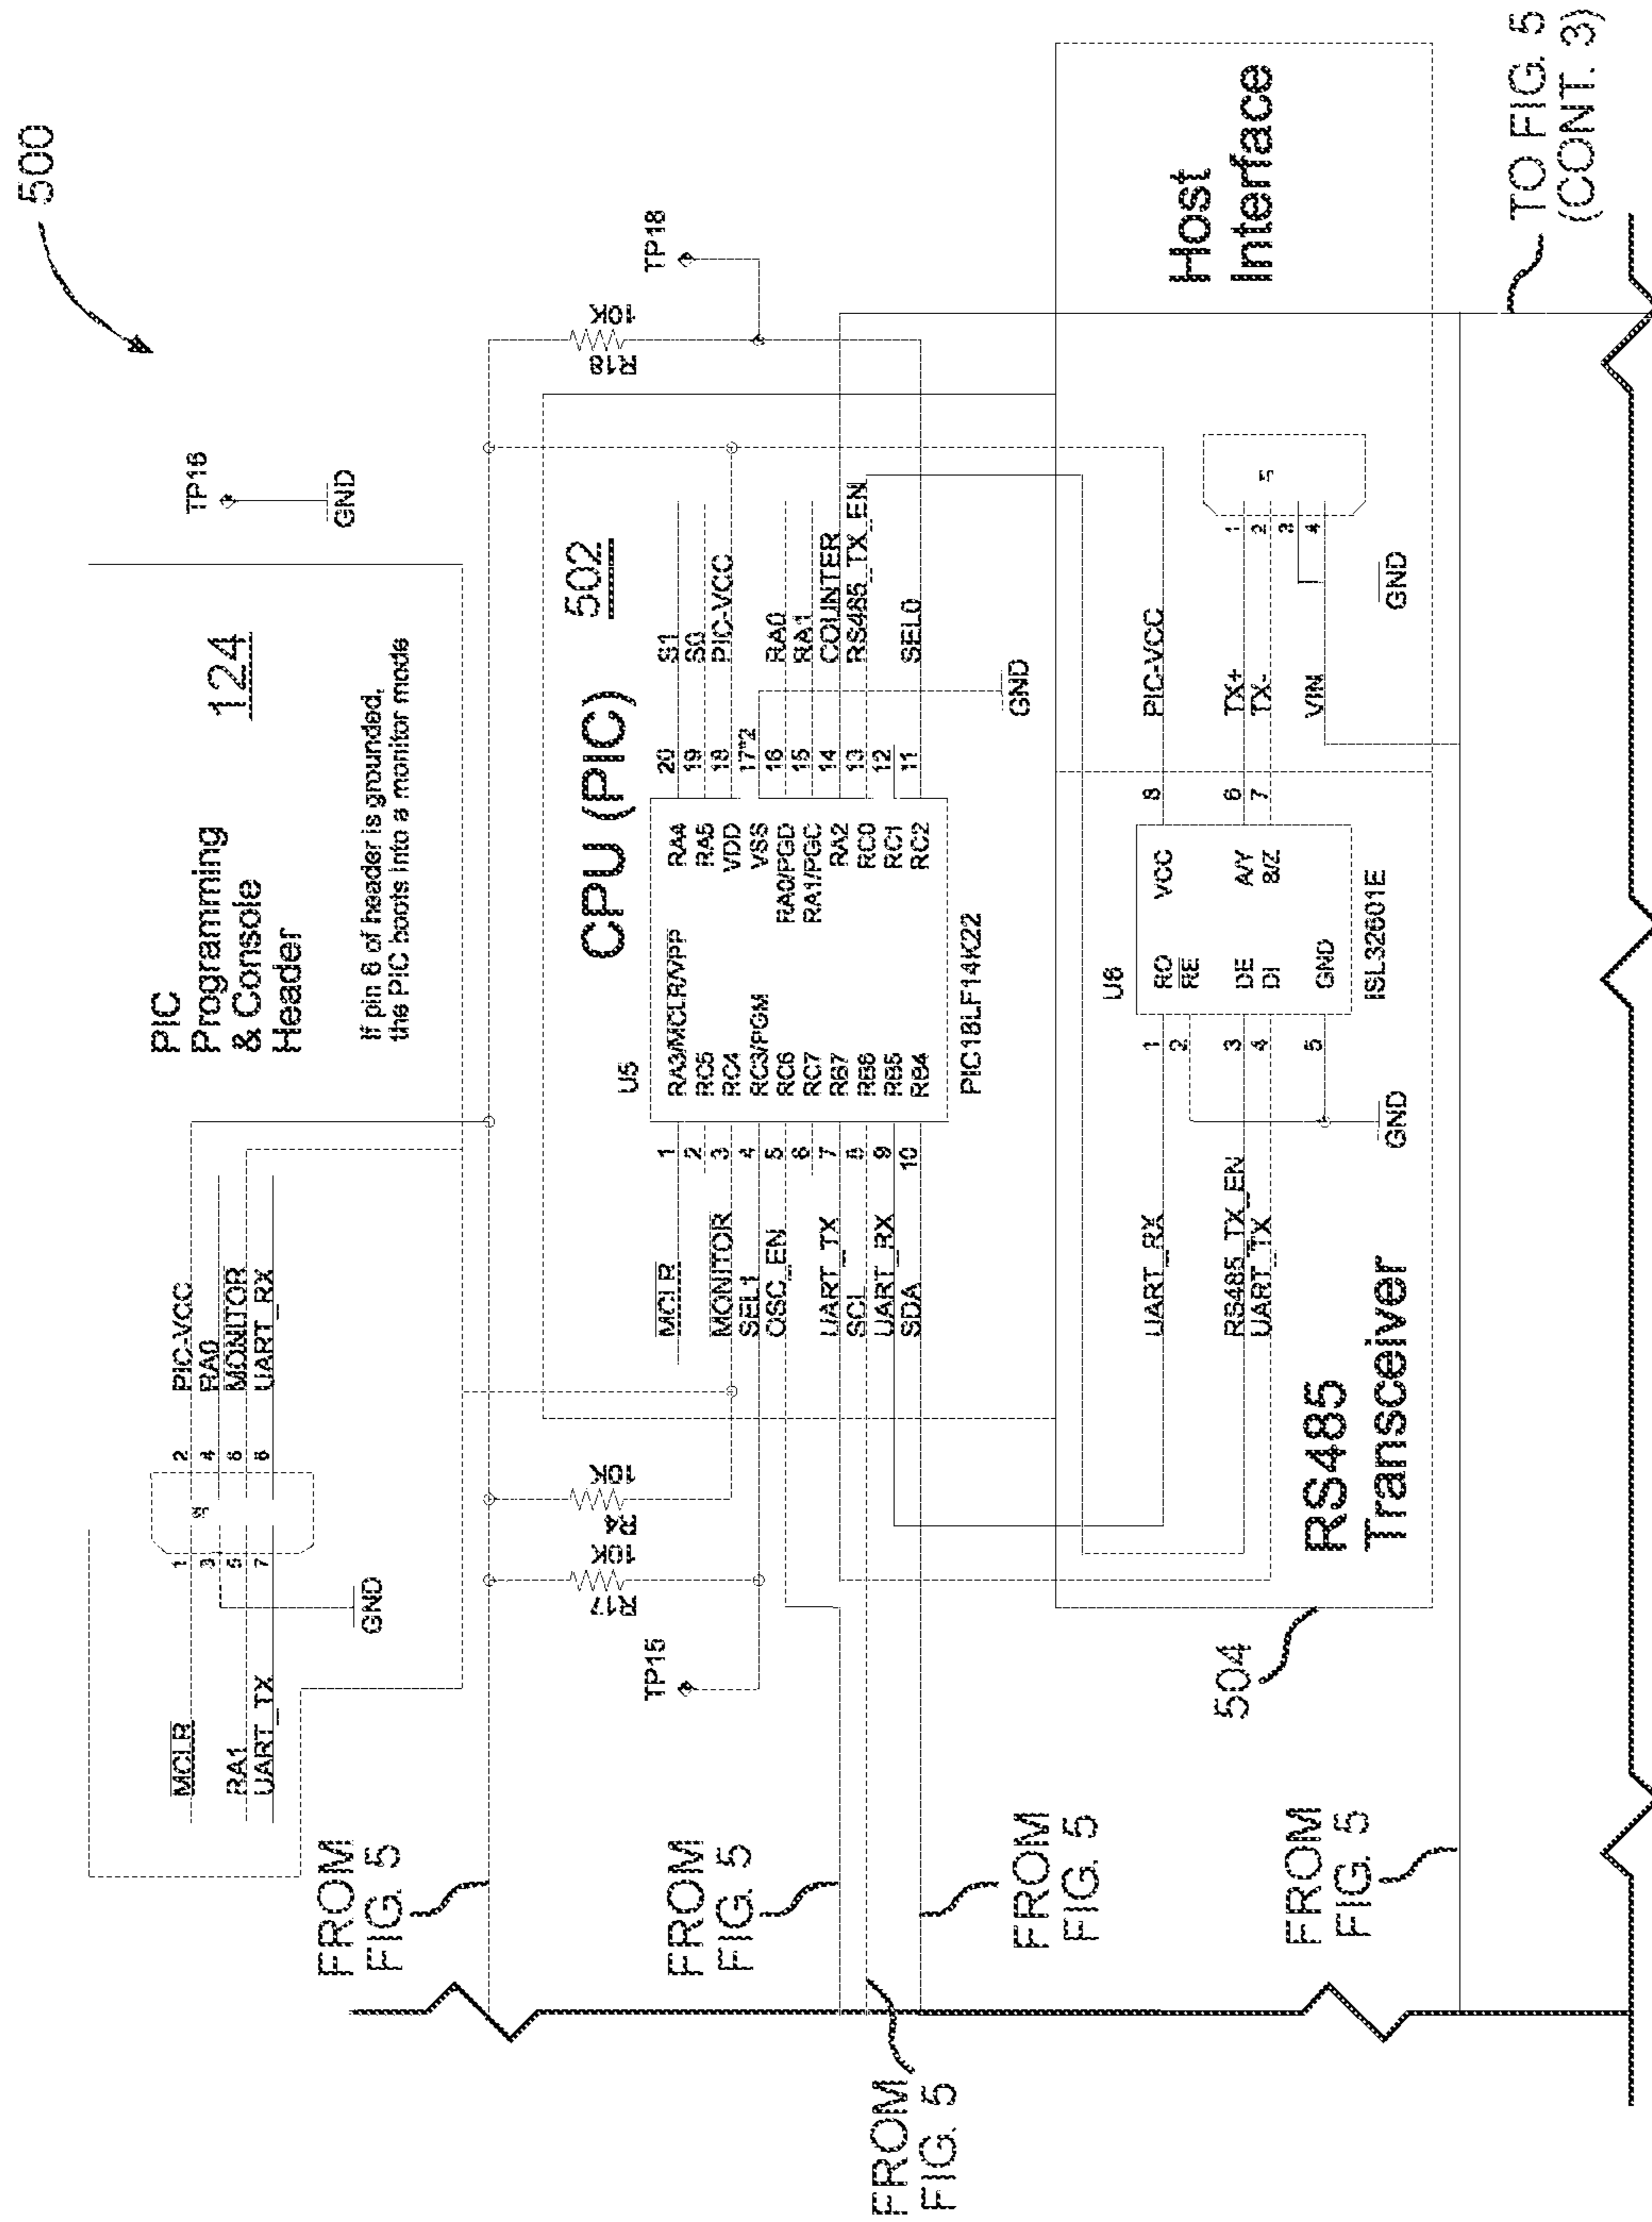 500
PIC
Programming
& Console
Header
124
If pin 6 of header is grounded,
the PIC boots into a monitor mode
TP16
GND
MCLR
RA1
UART_TX
1
3
5
7
GND
2
4
6
PIC-VCC
RA0
MONITOR
UART_RX
FROM
FIG. 5
R17
10K
R4
10K
R18
10K
TP15
TP18
CPU (PIC)
502
U5
MCLR
MONITOR
SEL1
OSC_EN
UART_TX
SCL
UART_RX
SDA
1
2
3
4
5
6
7
8
9
10
RA3/MCLR/VPP
RC5
RC4
RC3/PGM
RC6
RC7
RB7
RB6
RB5
RB4
RA4
RA5
VDD
VSS
RA0/PGD
RA1/PGC
RA2
RC0
RC1
RC2
20
19
18
17*2
16
15
14
13
12
11
S1
S0
PIC-VCC
RA0
RA1
COUNTER
RS485_TX_EN
SEL0
GND
PIC18LF14K22
FROM
FIG. 5
FROM
FIG. 5
FROM
FIG. 5
U6
UART_RX
RS485_TX_EN
UART_TX
1
2
3
4
5
RO
RE
DE
DI
GND
VCC
A/Y
B/Z
8
6
7
PIC-VCC
TX+
TX-
VIN
1
2
3
4
GND
GND
ISL32601E
RS485
Transceiver
Host
Interface
504
FROM
FIG. 5
TO FIG. 5
(CONT. 3)